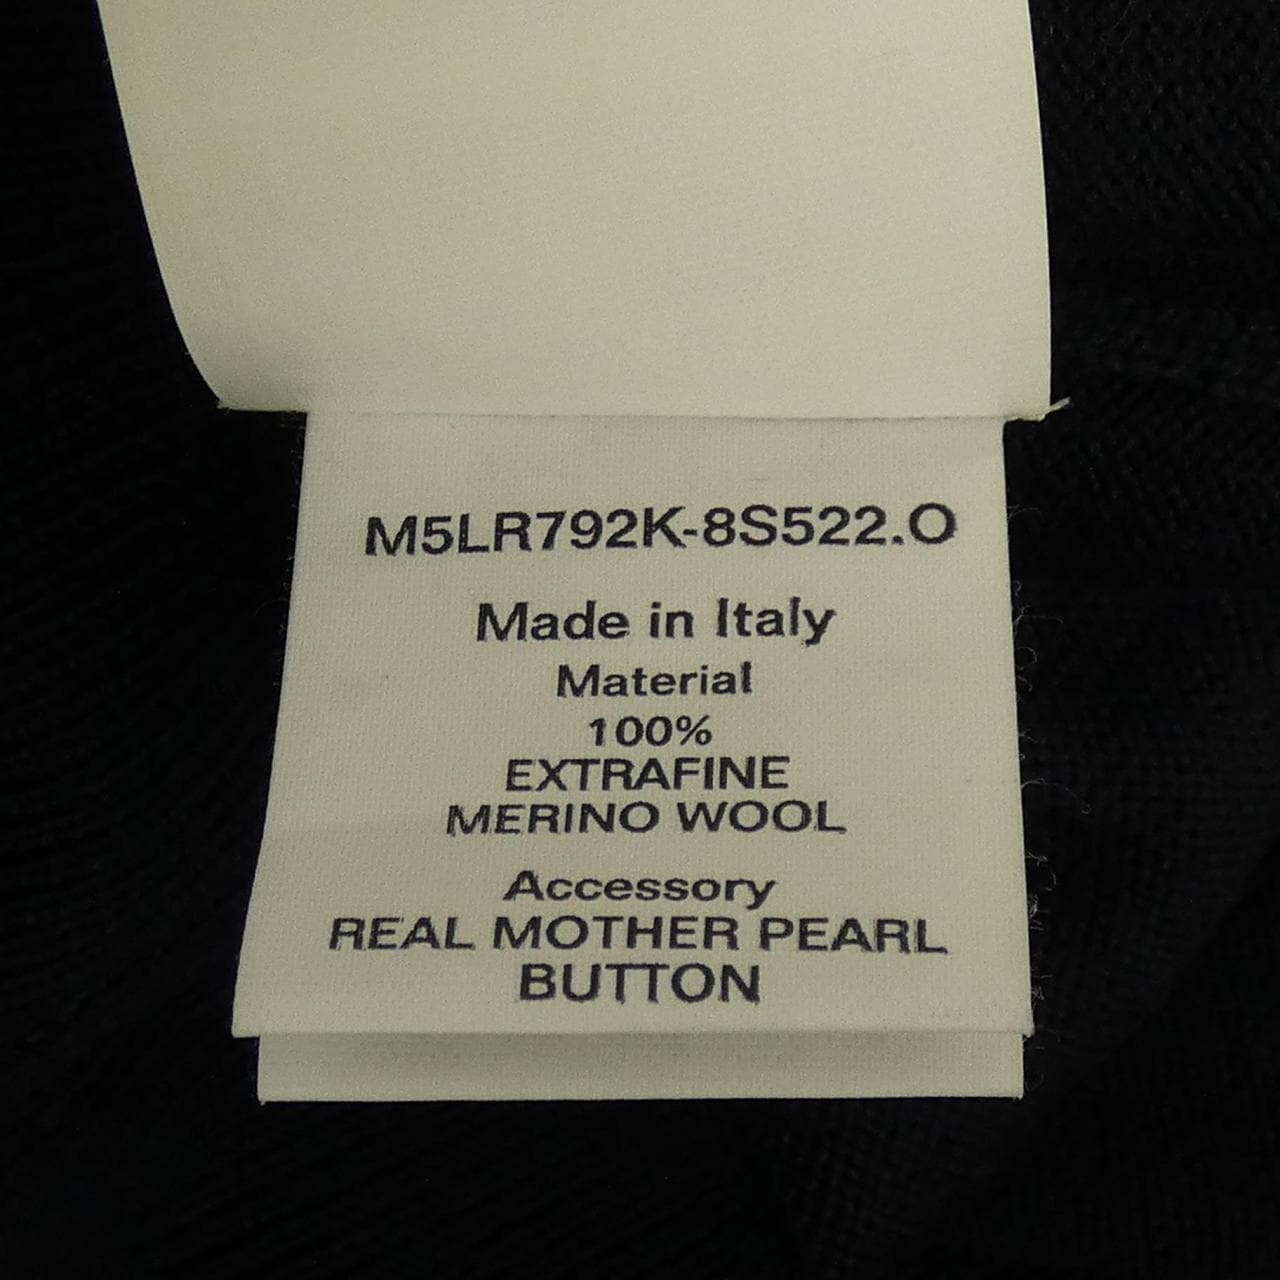 M5LR792K-8S522.O
Made in Italy
Material
100%
EXTRAFINE
MERINO WOOL
Accessory
REAL MOTHER PEARL
BUTTON